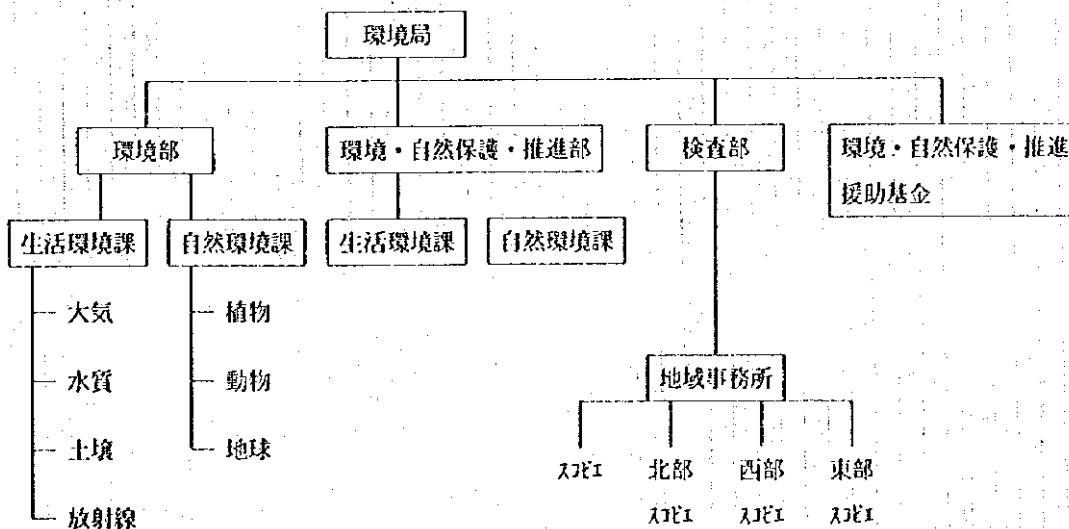 環境局
環境部
環境・自然保護・推進部
検査部
環境・自然保護・推進
援助基金
生活環境課
自然環境課
生活環境課
自然環境課
大気
植物
水質
動物
土壌
地球
放射線
地域事務所
スコピエ
北部
西部
東部
スコピエ
スコピエ
スコピエ